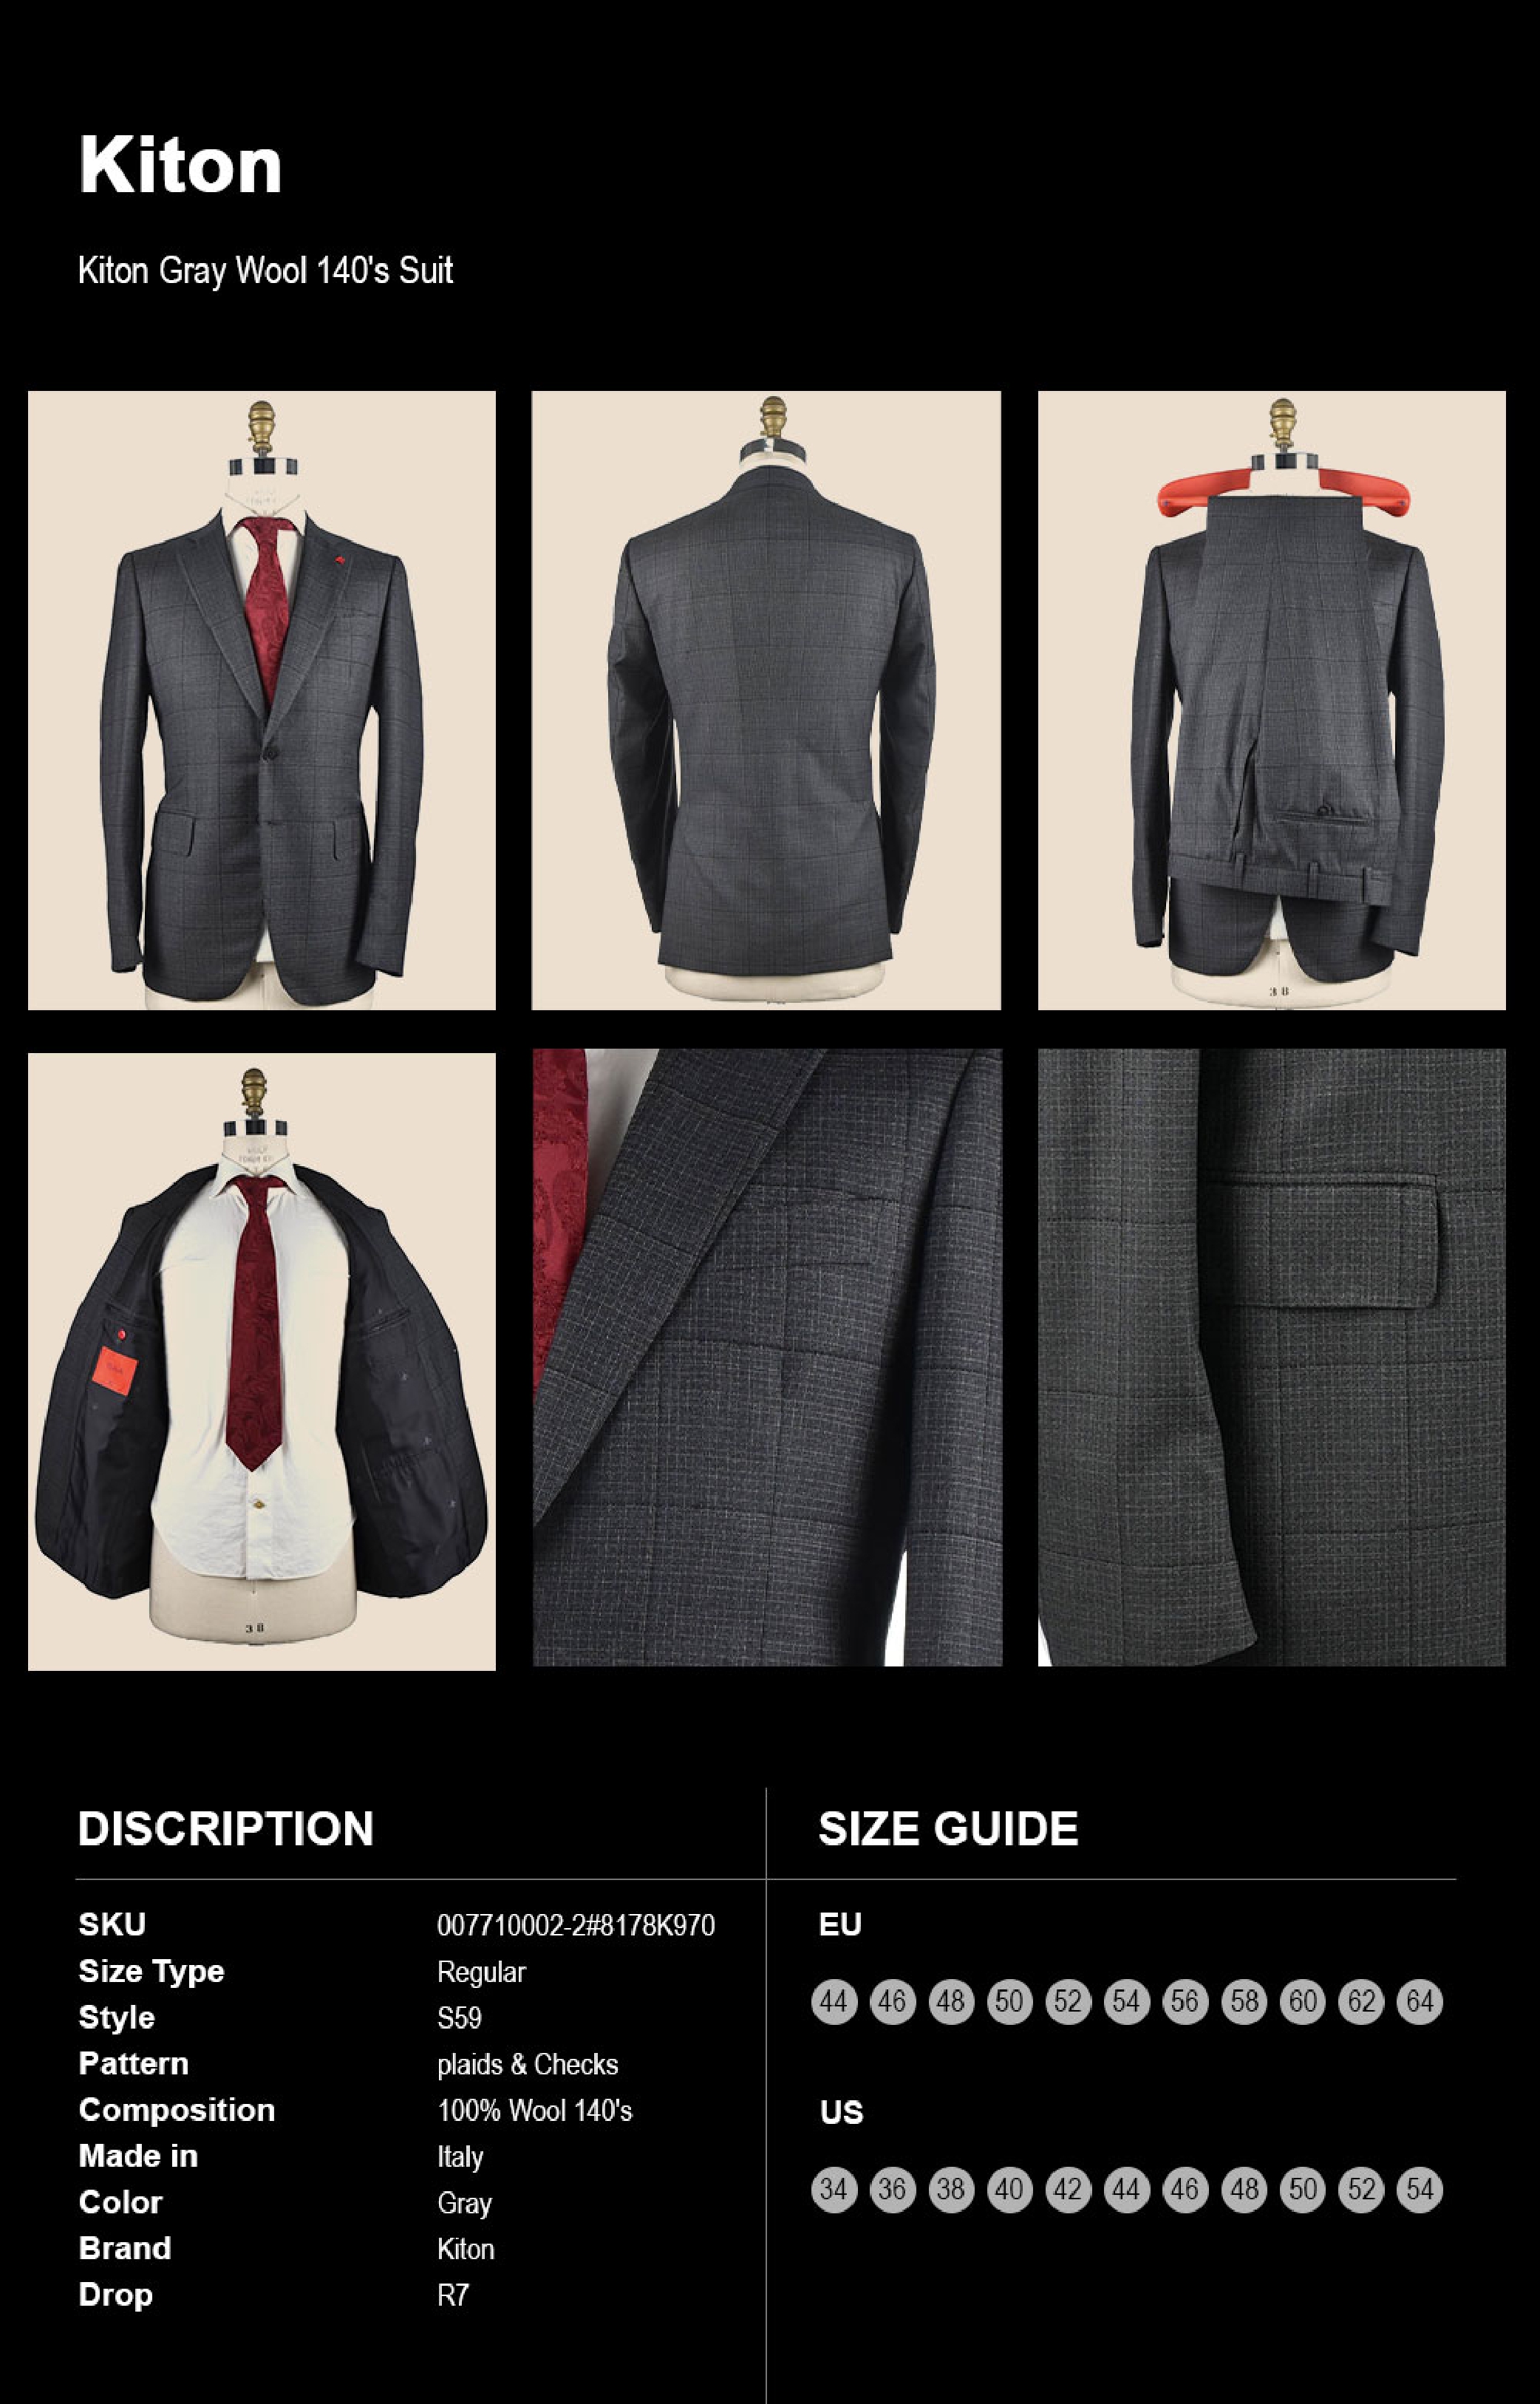 Kiton
Kiton Gray Wool 140's Suit
38
38
DISCRIPTION
SKU 007710002-2#8178K970
Size Type Regular
Style S59
Pattern plaids & Checks
Composition 100% Wool 140's
Made in Italy
Color Gray
Brand Kiton
Drop R7
SIZE GUIDE
EU
44 46 48 50 52 54 56 58 60 62 64
US
34 36 38 40 42 44 46 48 50 52 54